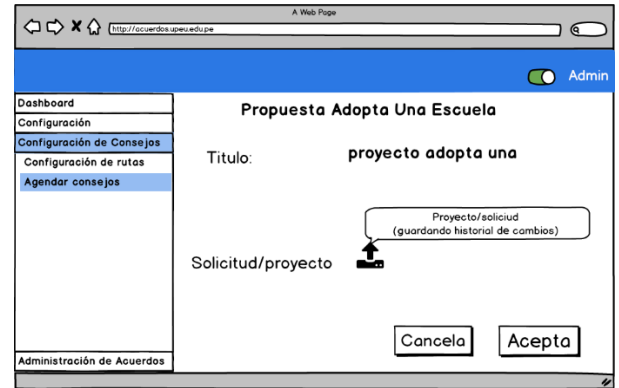 A Web Page
http://acuerdos.upeu.edu.pe
Admin
Dashboard
Configuración
Configuración de Consejos
Configuración de rutas
Agendar consejos
Administración de Acuerdos
Propuesta Adopta Una Escuela
Titulo:
proyecto adopta una
Proyecto/soliciud
(guardando historial de cambios)
Solicitud/proyecto
Cancela
Acepta